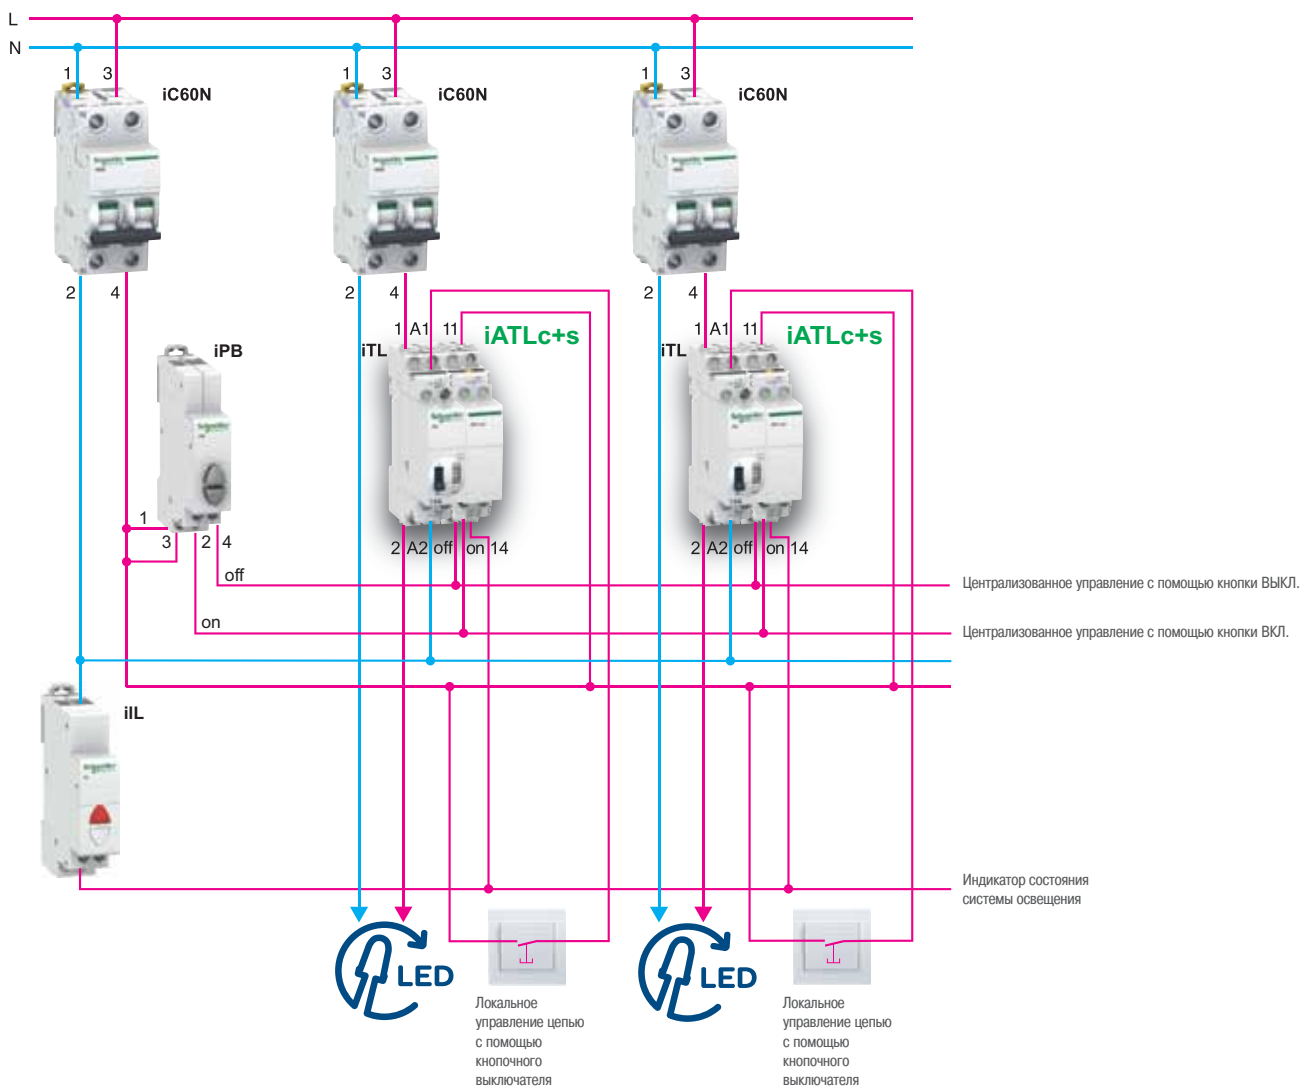 L
N
1 3 1 3 1 3
iC60N iC60N iC60N
2 4 2 4 2 4
1 A1 11 iATLc+s 1 A1 11 iATLc+s
iPB iTL iTL
Schneider
1
3 2 4 2 A2 off on 14 2 A2 off on 14
off
Централизованное управление с помощью кнопки ВЫКЛ.
on
Централизованное управление с помощью кнопки ВКЛ.
iIL
Индикатор состояния
системы освещения
LED LED
Локальное
управление цепью
с помощью
кнопочного
выключателя
Локальное
управление цепью
с помощью
кнопочного
выключателя